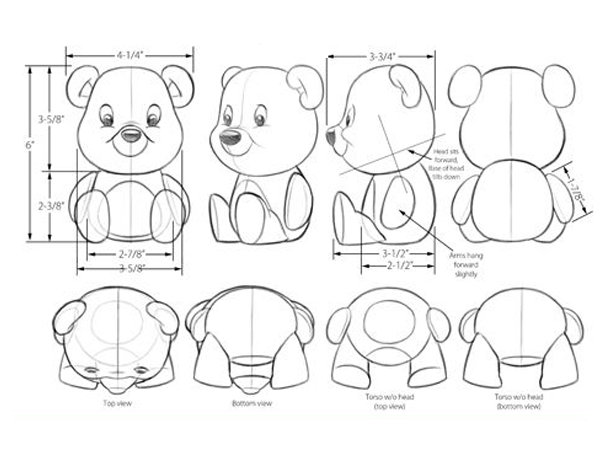 4-1/4"
3-3/4"
3-5/8"
6"
Head sits
forward,
Base of head
tilts down
1-7/8"
2-3/8"
2-7/8"
3-5/8"
3-1/2"
2-1/2"
Arms hang
forward
slightly
Top view
Bottom view
Torso w/o head
(top view)
Torso w/o head
(bottom view)